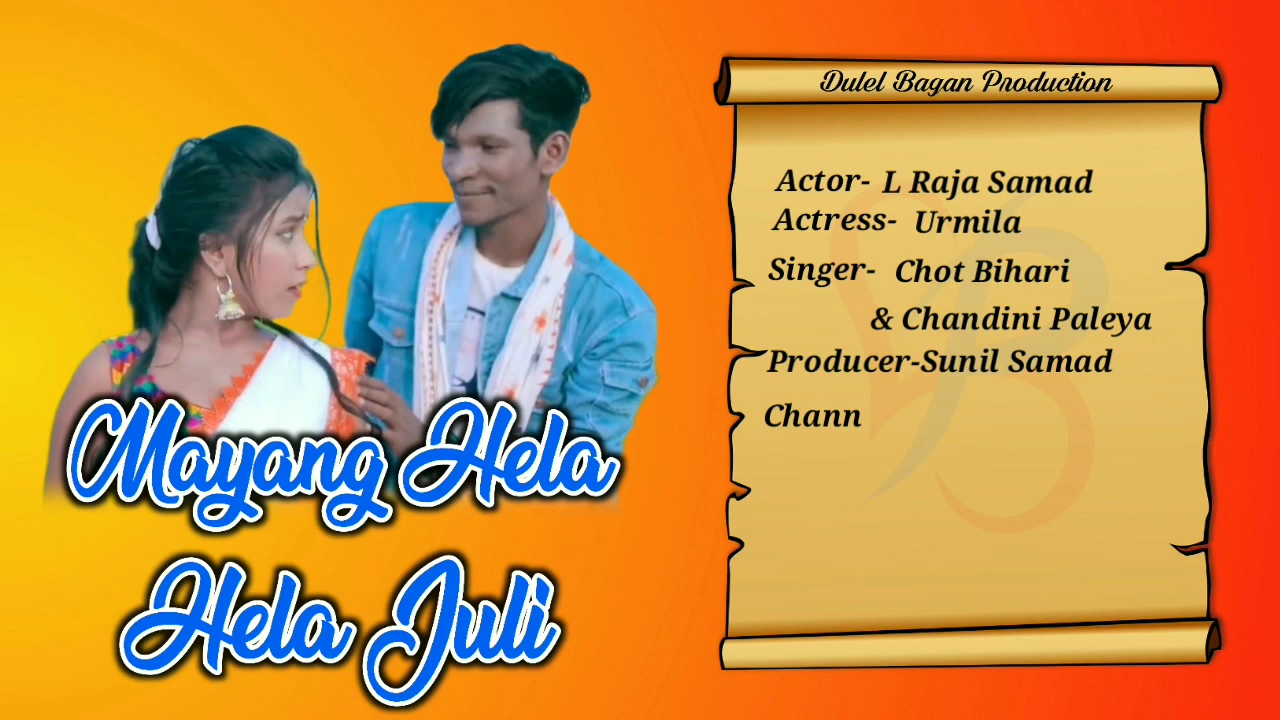 Mayang Hela
Hela Juli
Dulel Bagan Production
Actor- L Raja Samad
Actress- Urmila
Singer- Chot Bihari
& Chandini Paleya
Producer-Sunil Samad
Chann